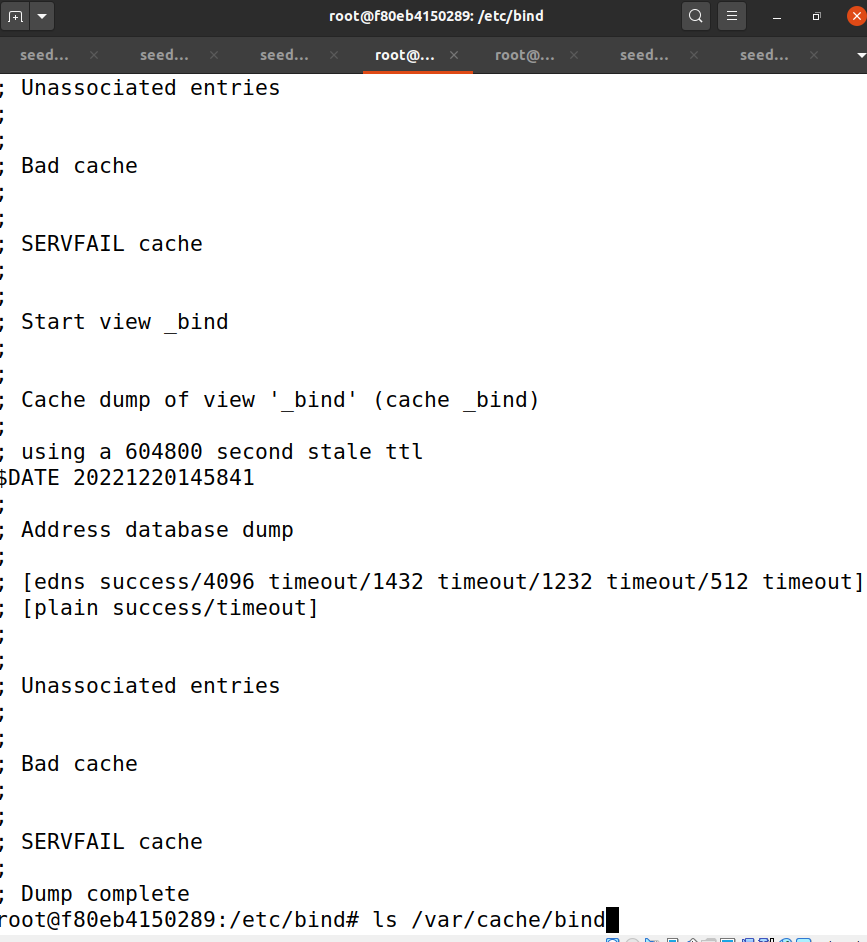 root@f80eb4150289: /etc/bind
seed... seed... seed... root@... root@... seed... seed...
; Unassociated entries
;
;
; Bad cache
;
;
; SERVFAIL cache
;
;
; Start view _bind
;
;
; Cache dump of view '_bind' (cache _bind)
;
; using a 604800 second stale ttl
$DATE 20221220145841
;
; Address database dump
;
; [edns success/4096 timeout/1432 timeout/1232 timeout/512 timeout]
; [plain success/timeout]
;
;
; Unassociated entries
;
;
; Bad cache
;
;
; SERVFAIL cache
;
; Dump complete
root@f80eb4150289:/etc/bind# ls /var/cache/bind